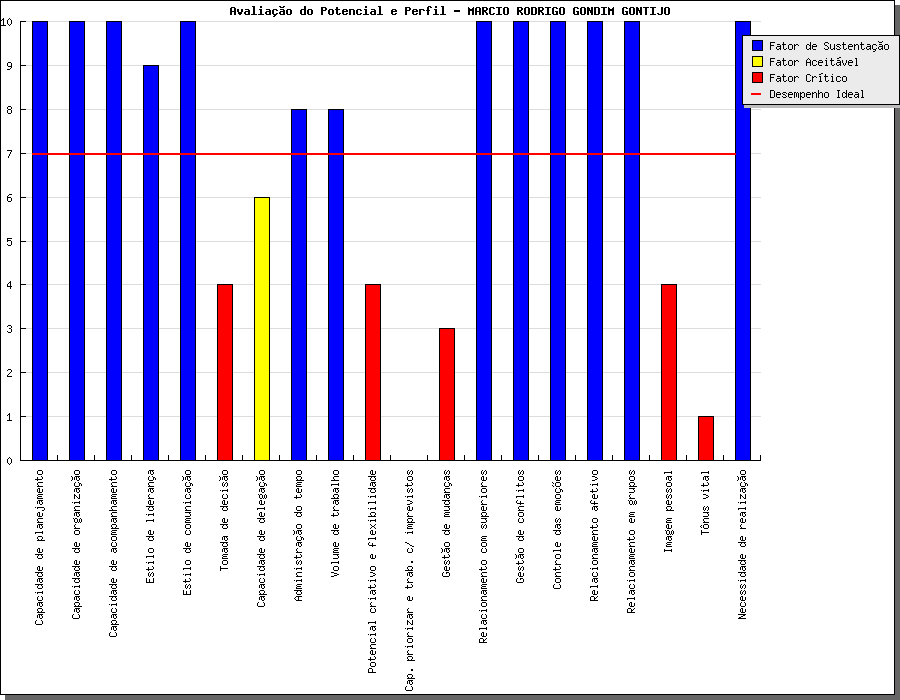 Avaliação do Potencial e Perfil - MARCIO RODRIGO GONDIM GONTIJO
Fator de Sustentação
Fator Aceitável
Fator Crítico
Desempenho Ideal
10
9
8
7
6
5
4
3
2
1
0
Capacidade de planejamento
Capacidade de organização
Capacidade de acompanhamento
Estilo de liderança
Estilo de comunicação
Tomada de decisão
Capacidade de delegação
Administração do tempo
Volume de trabalho
Potencial criativo e flexibilidade
Cap. priorizar e trab. c/ imprevistos
Gestão de mudanças
Relacionamento com superiores
Gestão de conflitos
Controle das emoções
Relacionamento afetivo
Relacionamento em grupos
Imagem pessoal
Tônus vital
Necessidade de realização